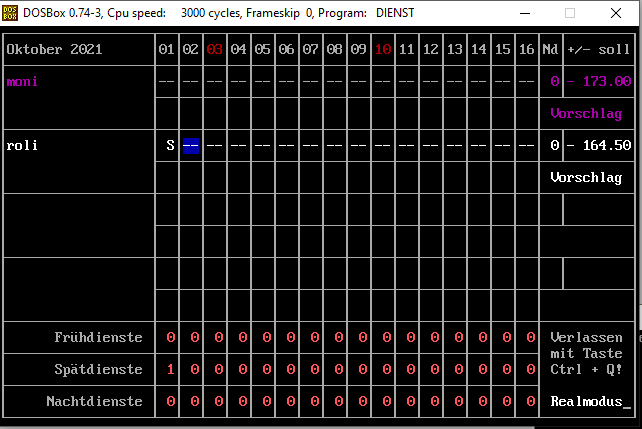 DOSBox 0.74-3, Cpu speed: 3000 cycles, Frameskip 0, Program: DIENST
Oktober 2021 01 02 03 04 05 06 07 08 09 10 11 12 13 14 15 16 Nd +/- soll
moni -- -- -- -- -- -- -- -- -- -- -- -- -- -- -- -- 0 - 173.00
Vorschlag
roli S -- -- -- -- -- -- -- -- -- -- -- -- -- -- -- 0 - 164.50
Vorschlag
Frühdienste 0 0 0 0 0 0 0 0 0 0 0 0 0 0 0 0 Verlassen
mit Taste
Spätdienste 1 0 0 0 0 0 0 0 0 0 0 0 0 0 0 0 Ctrl + Q!
Nachtdienste 0 0 0 0 0 0 0 0 0 0 0 0 0 0 0 0 Realmodus_